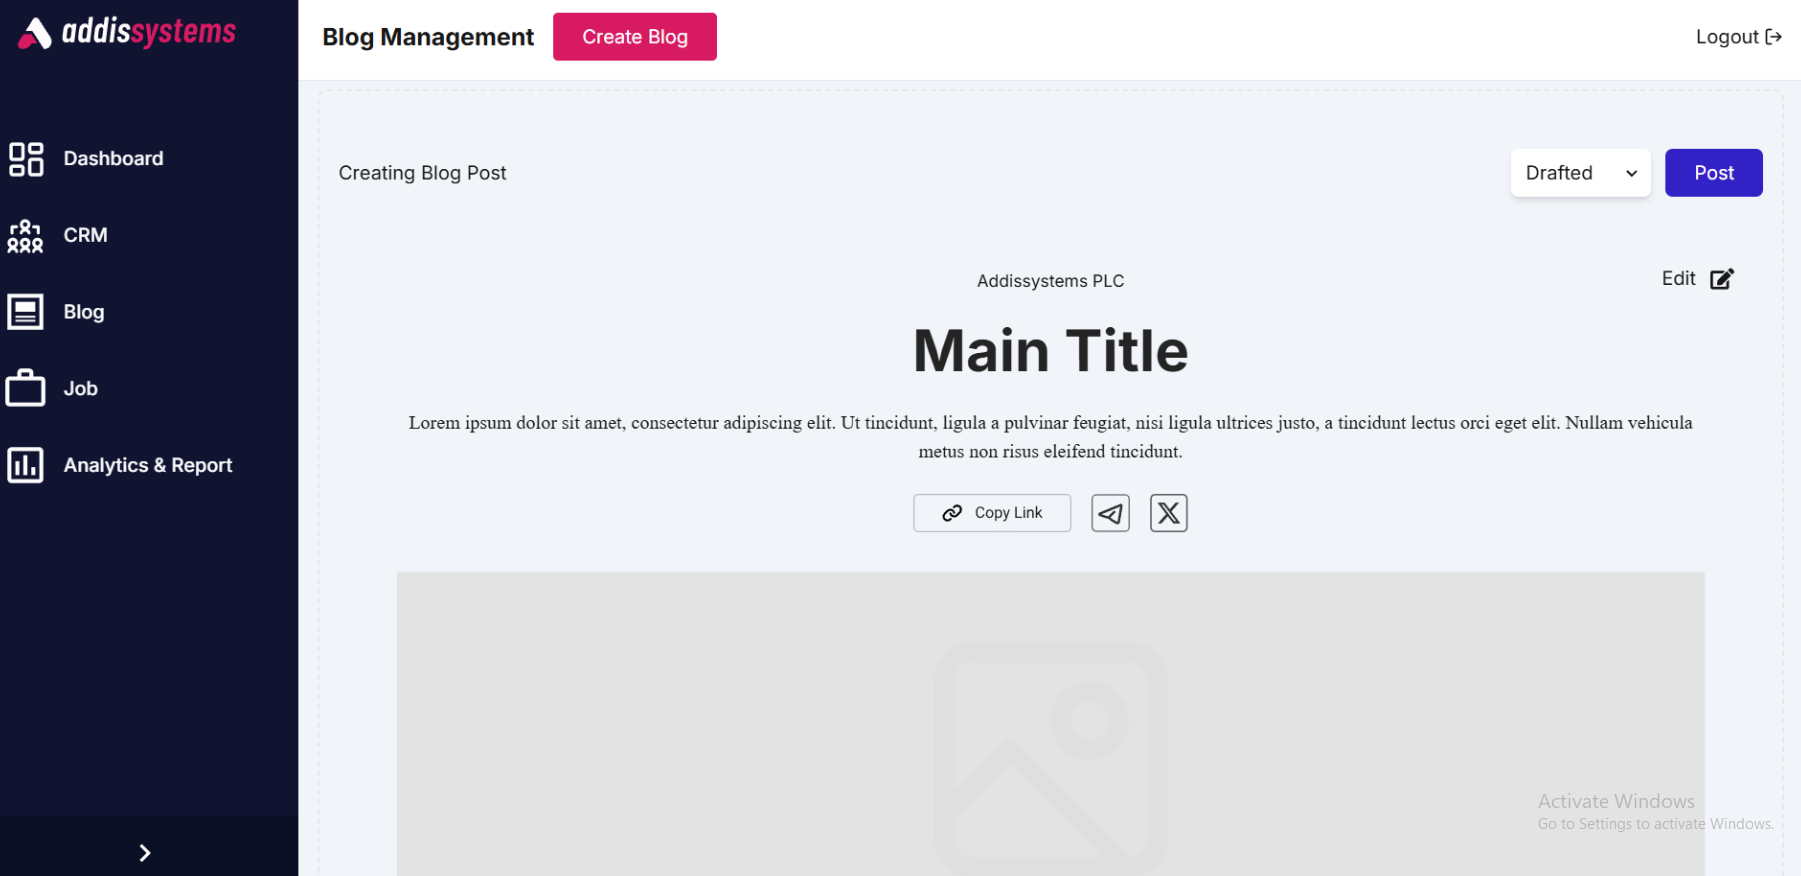 addissystems
Blog Management
Create Blog
Logout
Dashboard
CRM
Blog
Job
Analytics & Report
Creating Blog Post
Drafted
Post
Addissystems PLC
Edit
Main Title
Lorem ipsum dolor sit amet, consectetur adipiscing elit. Ut tincidunt, ligula a pulvinar feugiat, nisi ligula ultrices justo, a tincidunt lectus orci eget elit. Nullam vehicula
metus non risus eleifend tincidunt.
Copy Link
Activate Windows
Go to Settings to activate Windows.